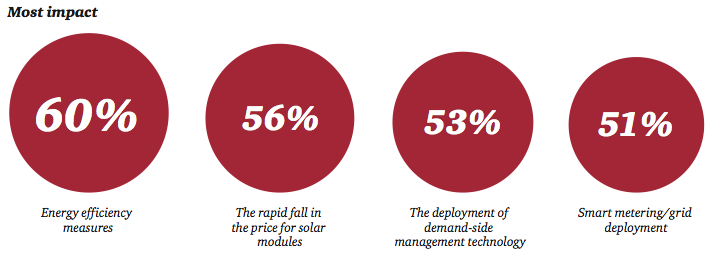 Most impact
60%
56%
53%
51%
Energy efficiency
measures
The rapid fall in
the price for solar
modules
The deployment of
demand-side
management technology
Smart metering/grid
deployment